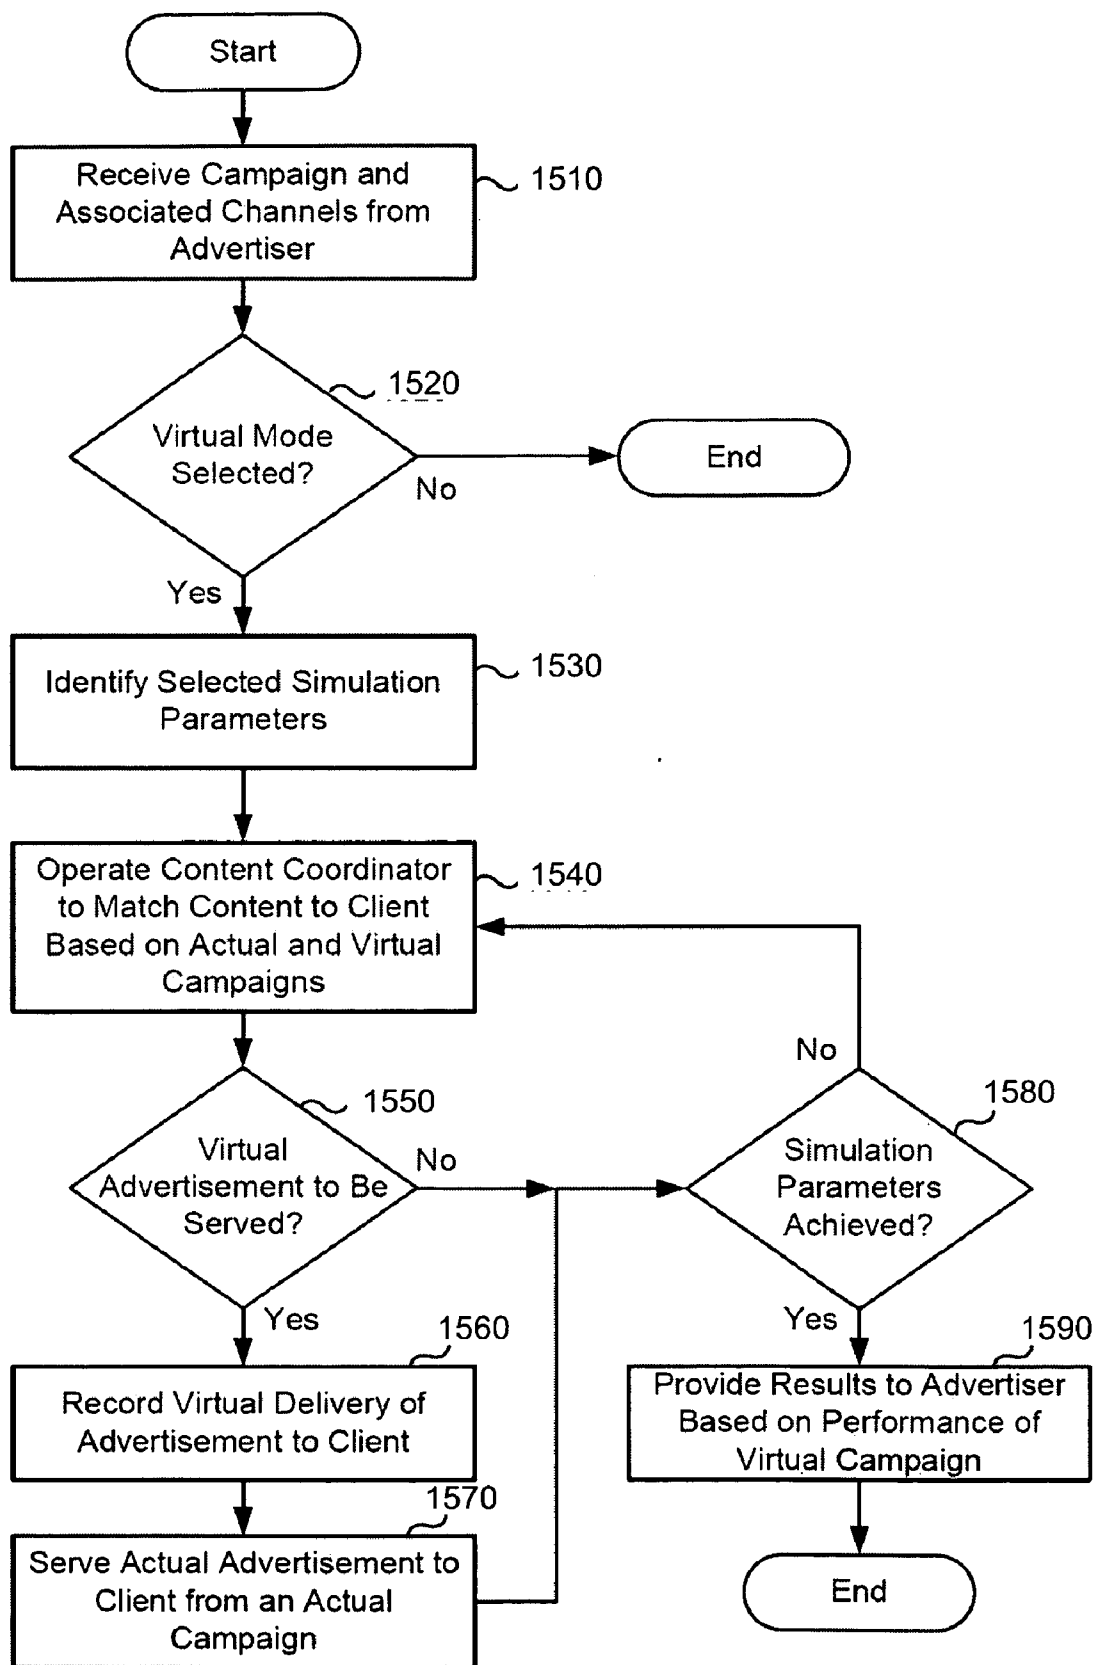 Start
Receive Campaign and
Associated Channels from
Advertiser
1510
1520
Virtual Mode
Selected?
No
End
Yes
Identify Selected Simulation
Parameters
1530
Operate Content Coordinator
to Match Content to Client
Based on Actual and Virtual
Campaigns
1540
1550
Virtual
Advertisement to Be
Served?
No
Yes
1560
Record Virtual Delivery of
Advertisement to Client
1570
Serve Actual Advertisement to
Client from an Actual
Campaign
No
1580
Simulation
Parameters
Achieved?
Yes
1590
Provide Results to Advertiser
Based on Performance of
Virtual Campaign
End